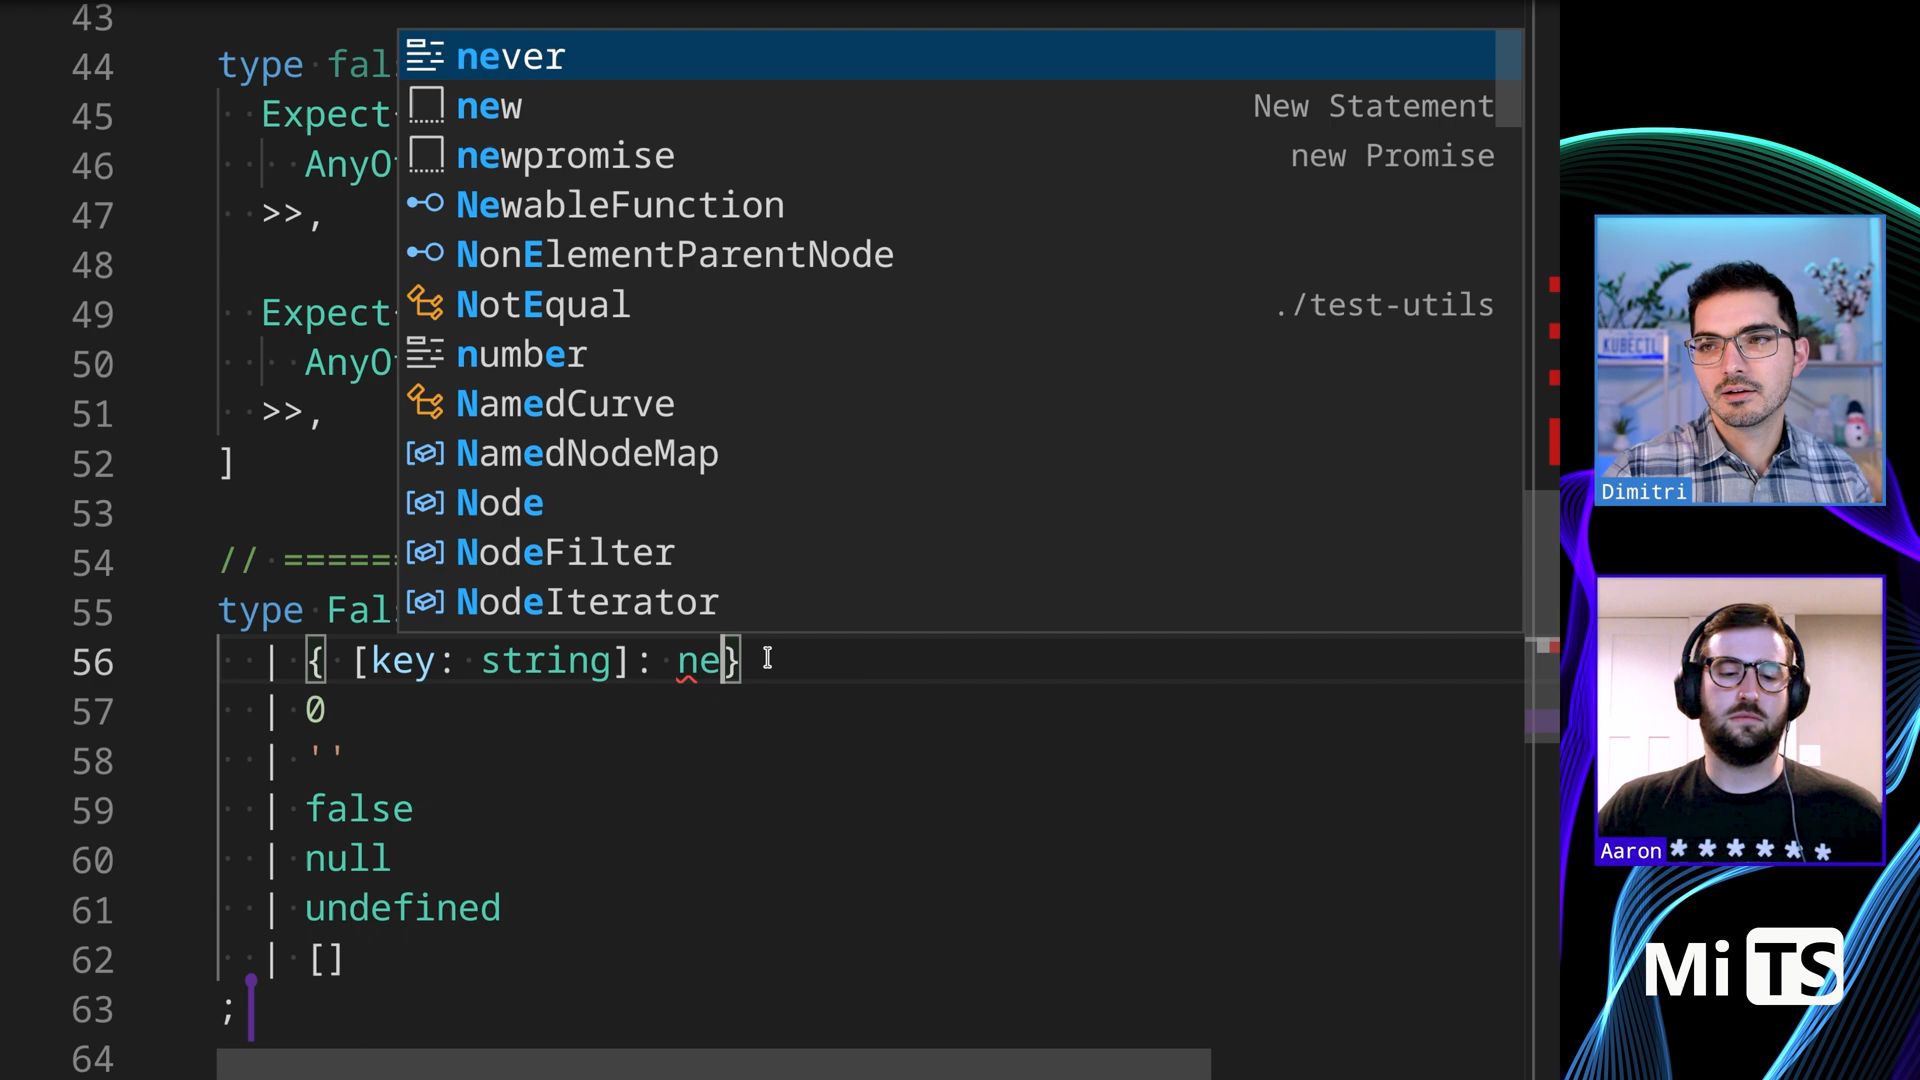 43
44 type fal
never
new New Statement
newpromise new Promise
NewableFunction
NonElementParentNode
NotEqual ./test-utils
number
NamedCurve
NamedNodeMap
Node
NodeFilter
NodeIterator
45 Expect
46 AnyO
47 >>,
48
49 Expect
50 AnyO
51 >>,
52 ]
53
54 // ======
55 type Fal
56 | { [key: string]: ne}
57 | 0
58 | ''
59 | false
60 | null
61 | undefined
62 | []
63 ;
64
KUBECTL
Dimitri
Aaron ******
MiTS